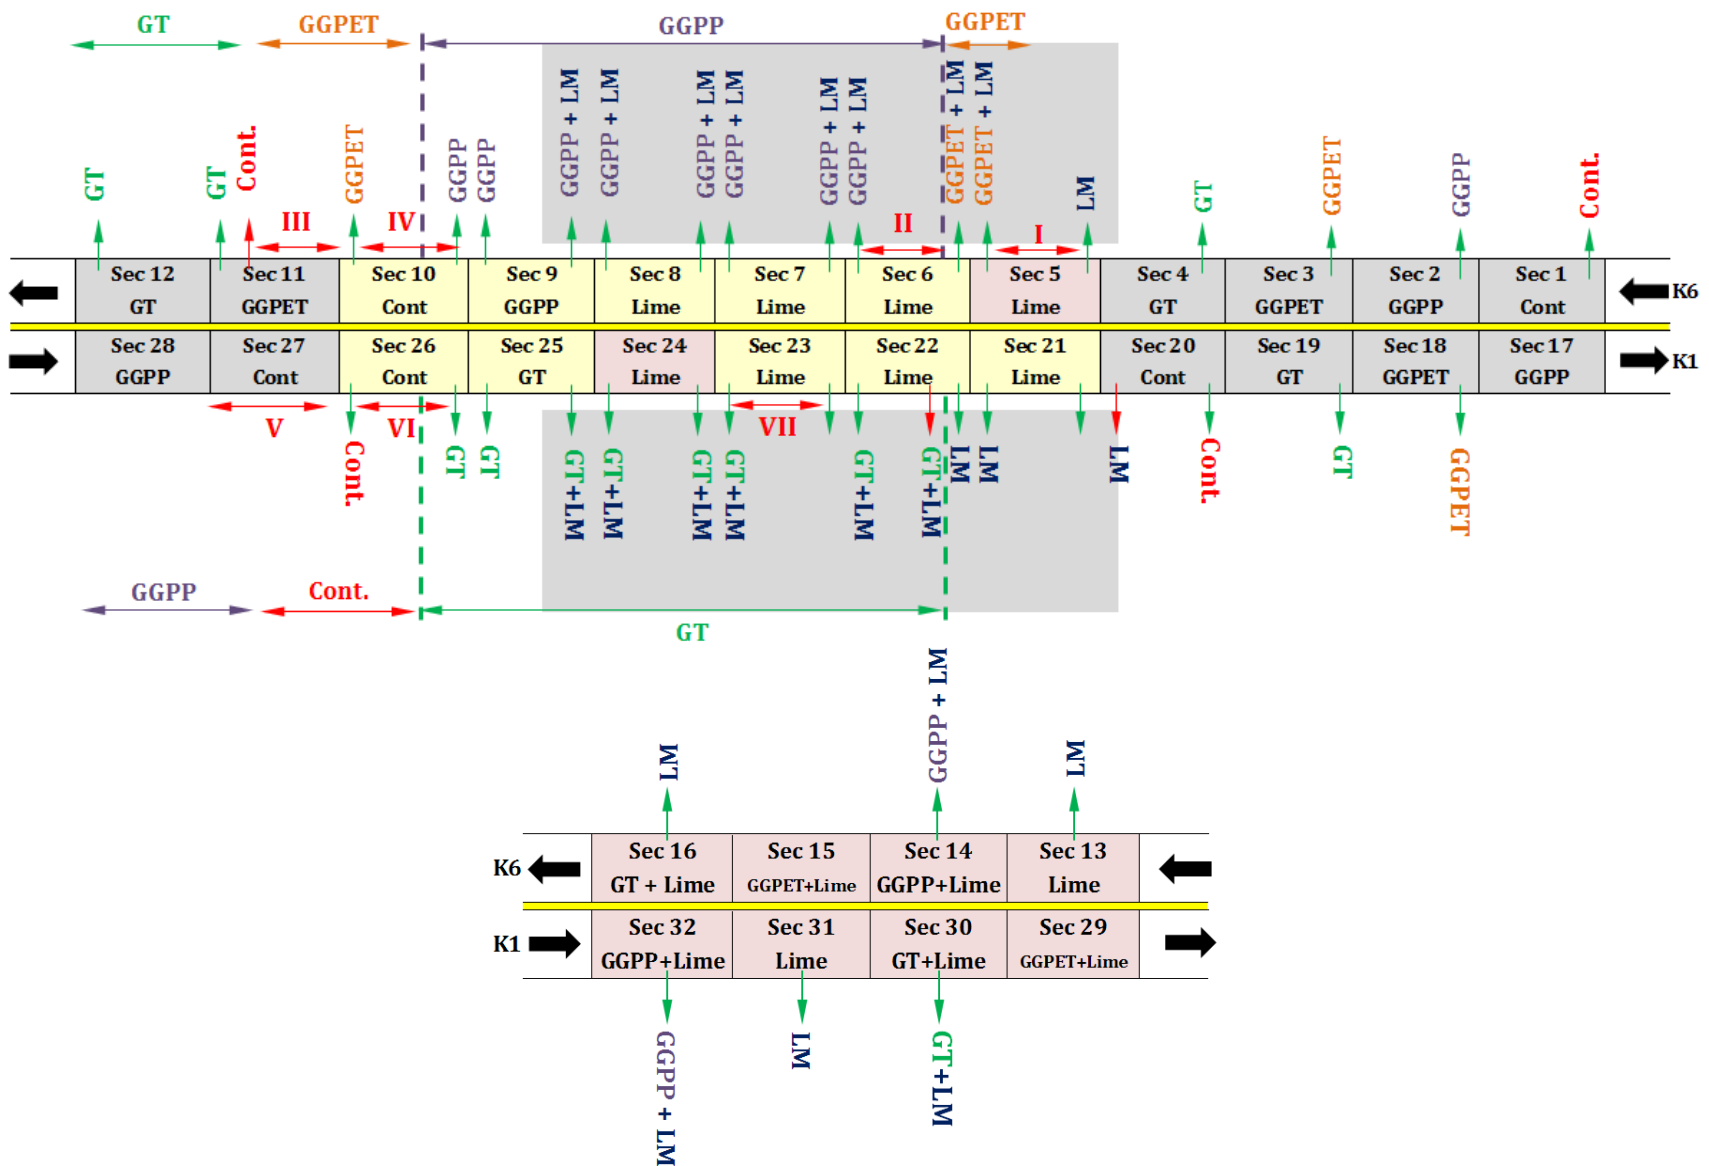 GT
GGPET
GGPP
GGPET
GT
GT
Cont.
GGPET
GGPP
GGPP
GGPP + LM
GGPP + LM
GGPP + LM
GGPP + LM
GGPP + LM
GGPP + LM
GGPET + LM
GGPET + LM
LM
GT
GGPET
GGPP
Cont.
III
IV
II
I
Sec 12
GT
Sec 11
GGPET
Sec 10
Cont
Sec 9
GGPP
Sec 8
Lime
Sec 7
Lime
Sec 6
Lime
Sec 5
Lime
Sec 4
GT
Sec 3
GGPET
Sec 2
GGPP
Sec 1
Cont
K6
Sec 28
GGPP
Sec 27
Cont
Sec 26
Cont
Sec 25
GT
Sec 24
Lime
Sec 23
Lime
Sec 22
Lime
Sec 21
Lime
Sec 20
Cont
Sec 19
GT
Sec 18
GGPET
Sec 17
GGPP
K1
V
VI
VII
Cont.
GT
GT
GT+LM
GT+LM
GT+LM
GT+LM
GT+LM
GT+LM
LM
LM
LM
Cont.
GT
GGPET
GGPP
Cont.
GT
LM
GGPP + LM
LM
K6
Sec 16
GT + Lime
Sec 15
GGPET+Lime
Sec 14
GGPP+Lime
Sec 13
Lime
K1
Sec 32
GGPP+Lime
Sec 31
Lime
Sec 30
GT+Lime
Sec 29
GGPET+Lime
GGPP + LM
LM
GT+LM